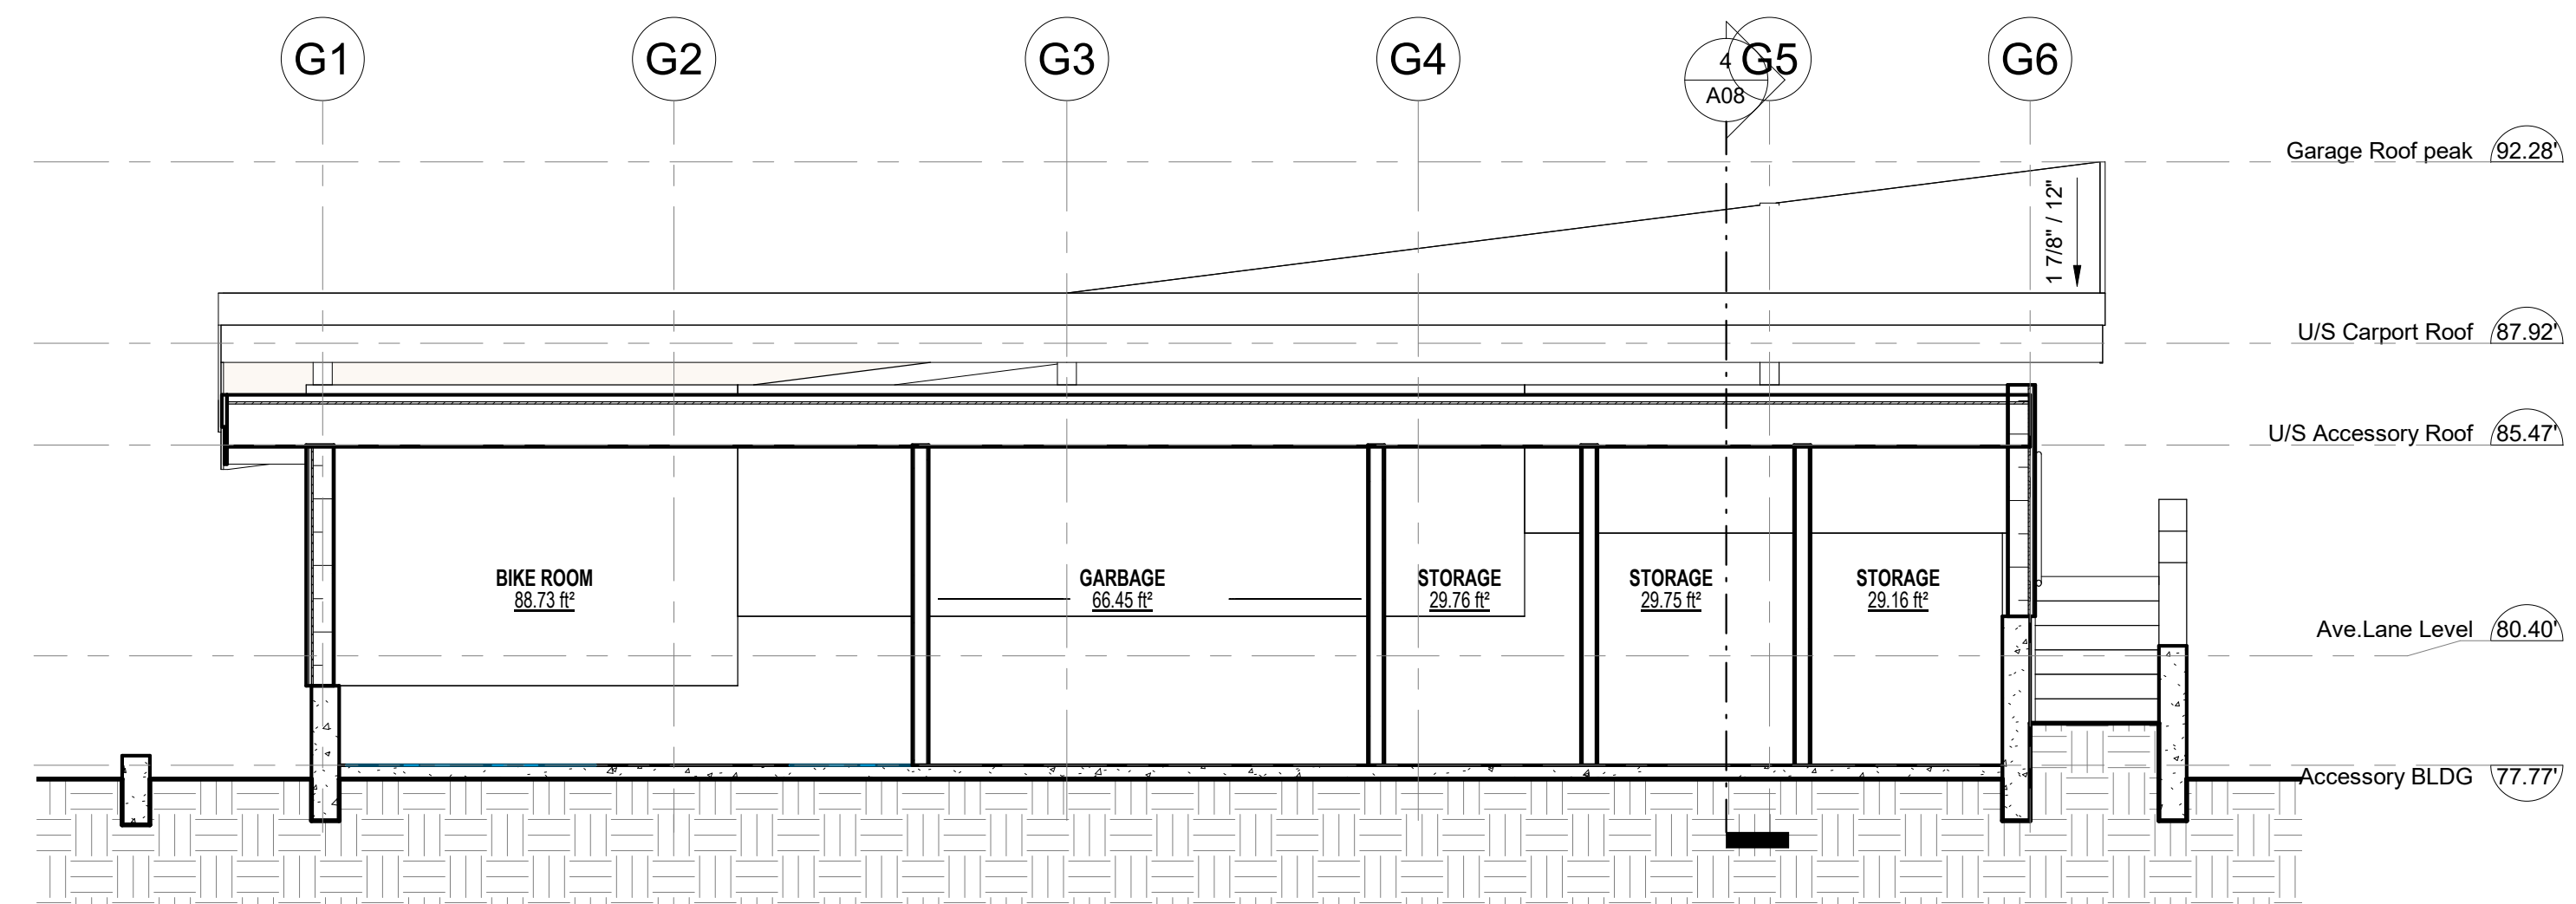 G1
G2
G3
G4
4
A08
G5
G6
Garage Roof peak 92.28'
1 7/8" / 12"
U/S Carport Roof 87.92'
U/S Accessory Roof 85.47'
BIKE ROOM
88.73 ft²
GARBAGE
66.45 ft²
STORAGE
29.76 ft²
STORAGE
29.75 ft²
STORAGE
29.16 ft²
Ave.Lane Level 80.40'
Accessory BLDG 77.77'